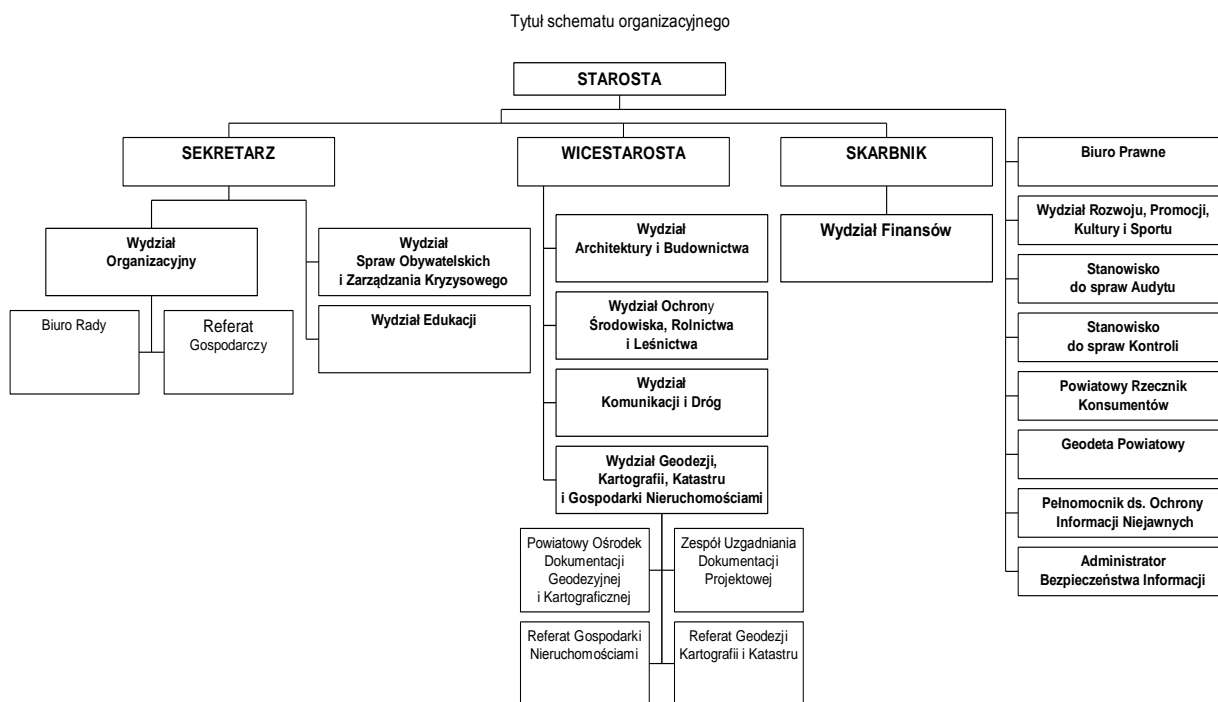 Tytuł schematu organizacyjnego
STAROSTA
SEKRETARZ
WICESTAROSTA
SKARBNIK
Biuro Prawne
Wydział Rozwoju, Promocji,
Kultury i Sportu
Stanowisko
do spraw Audytu
Stanowisko
do spraw Kontroli
Powiatowy Rzecznik
Konsumentów
Geodeta Powiatowy
Pełnomocnik ds. Ochrony
Informacji Niejawnych
Administrator
Bezpieczeństwa Informacji
Wydział
Organizacyjny
Biuro Rady
Referat
Gospodarczy
Wydział
Spraw Obywatelskich
i Zarządzania Kryzysowego
Wydział Edukacji
Wydział
Architektury i Budownictwa
Wydział Ochrony
Środowiska, Rolnictwa
i Leśnictwa
Wydział
Komunikacji i Dróg
Wydział Geodezji,
Kartografii, Katastru
i Gospodarki Nieruchomościami
Powiatowy Ośrodek
Dokumentacji
Geodezyjnej
i Kartograficznej
Zespół Uzgadniania
Dokumentacji
Projektowej
Referat Gospodarki
Nieruchomościami
Referat Geodezji
Kartografii i Katastru
Wydział Finansów